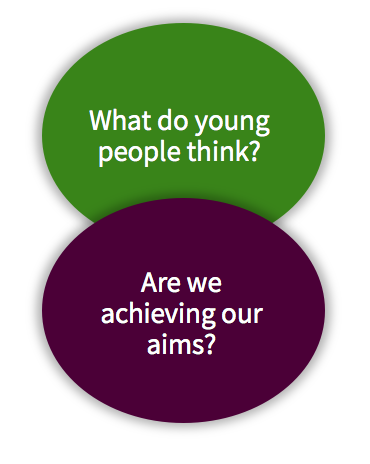 What do young
people think?
Are we
achieving our
aims?